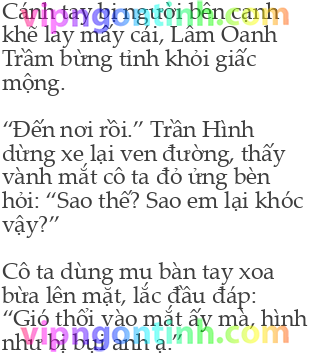 vipngontinh.com
Cánh tay bị người bên cạnh
khẽ lay mấy cái, Lâm Oanh
Trầm bừng tỉnh khỏi giấc
mộng.
“Đến nơi rồi.” Trần Hình
dừng xe lại ven đường, thấy
vành mắt cô ta đỏ ửng bèn
hỏi: “Sao thế? Sao em lại khóc
vậy?”
Cô ta dùng mu bàn tay xoa
bừa lên mặt, lắc đầu đáp:
“Gió thổi vào mắt ấy mà, hình
như bị bụi anh ạ.”
vipngontinh.com